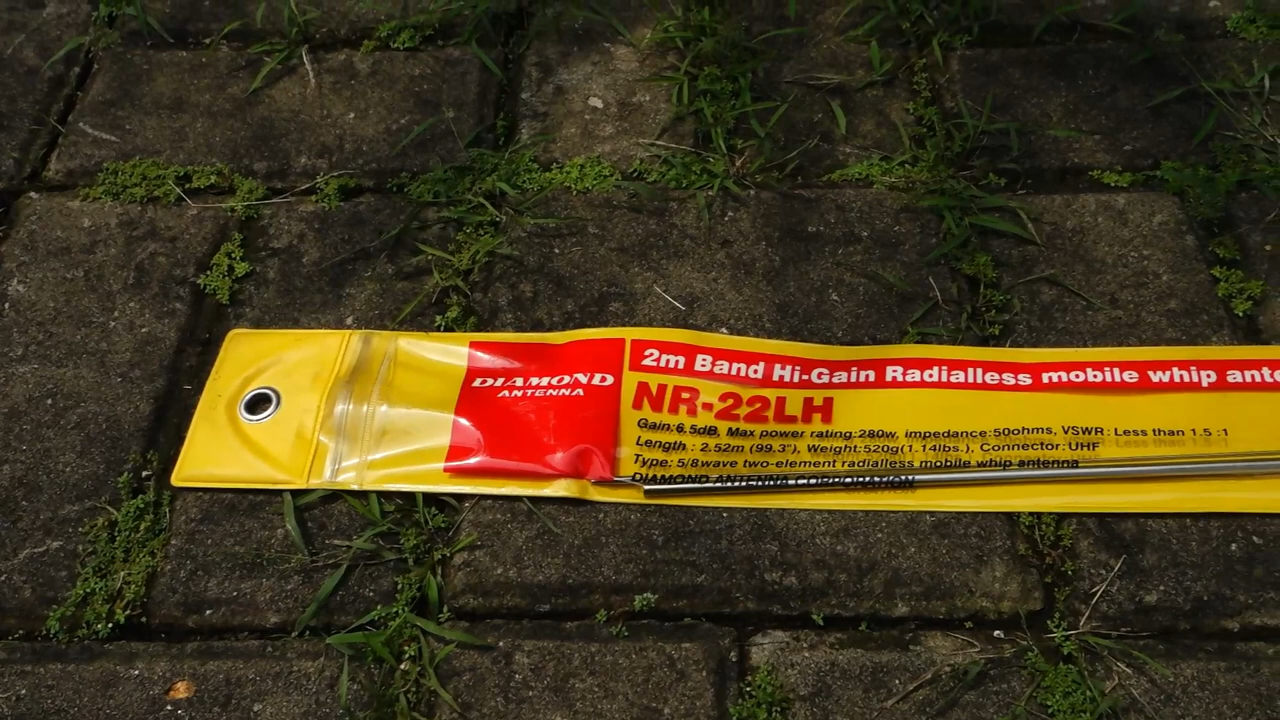 DIAMOND
ANTENNA
2m Band Hi-Gain Radialless mobile whip ante
NR-22LH
Gain:6.5dB, Max power rating:280w, impedance:50ohms, VSWR: Less than 1.5 :1
Length : 2.52m (99.3"), Weight:520g(1.14lbs.), Connector:UHF
Type: 5/8wave two-element radialless mobile whip antenna
DIAMOND ANTENNA CORPORATION